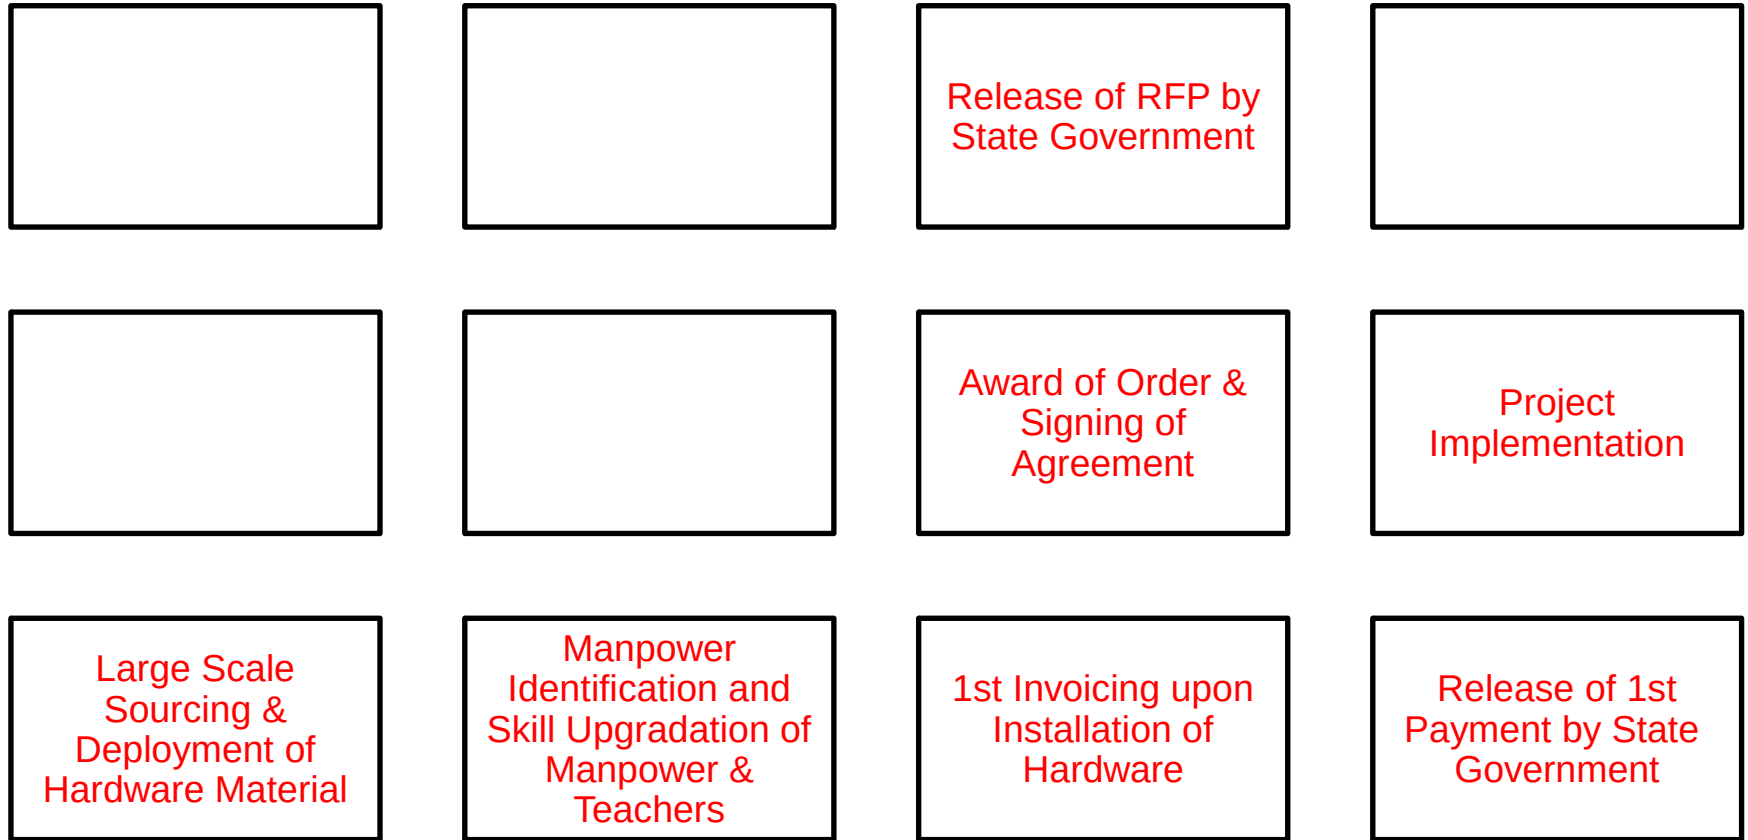 Release of RFP by
State Government
Award of Order &
Signing of
Agreement
Project
Implementation
Large Scale
Sourcing &
Deployment of
Hardware Material
Manpower
Identification and
Skill Upgradation of
Manpower &
Teachers
1st Invoicing upon
Installation of
Hardware
Release of 1st
Payment by State
Government